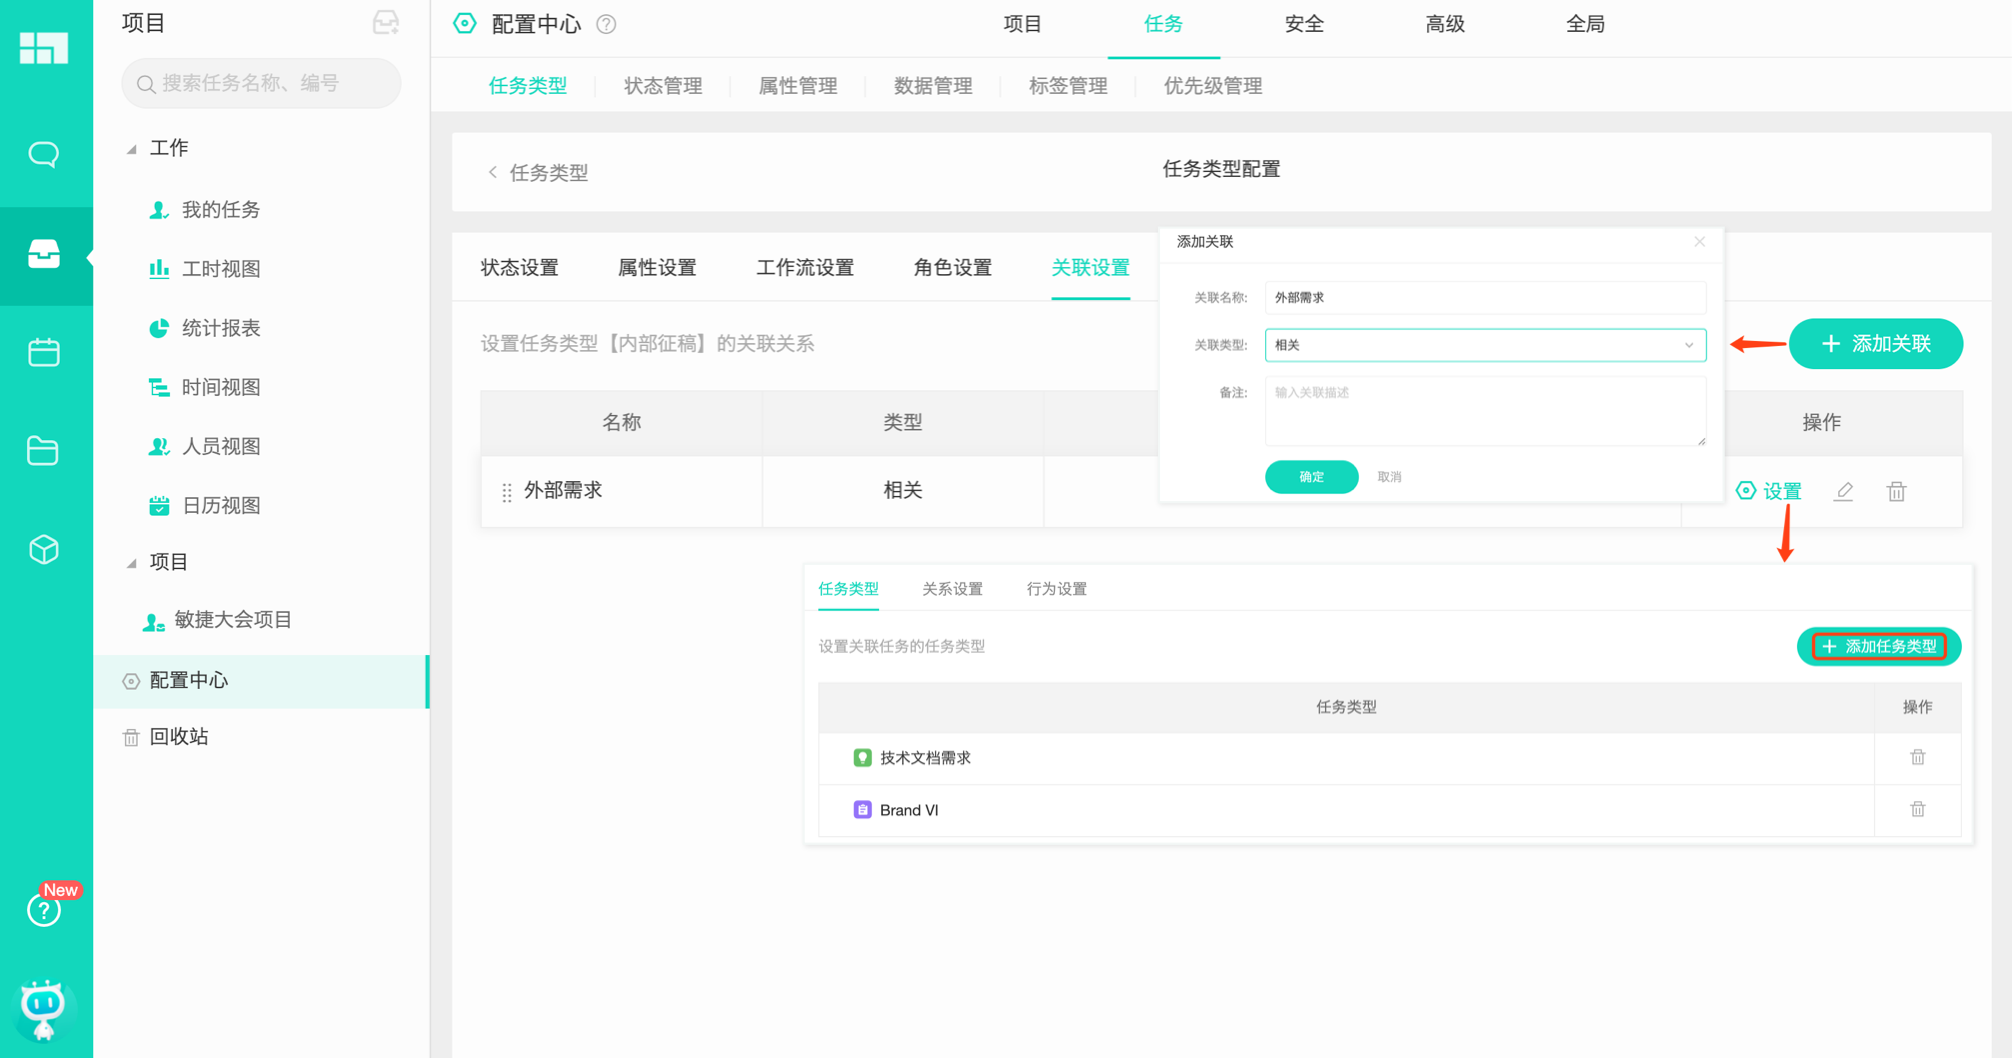 项目
搜索任务名称、编号
工作
我的任务
工时视图
统计报表
时间视图
人员视图
日历视图
项目
敏捷大会项目
配置中心
回收站
New
配置中心
项目
任务
安全
高级
全局
任务类型
状态管理
属性管理
数据管理
标签管理
优先级管理
任务类型
任务类型配置
状态设置
属性设置
工作流设置
角色设置
关联设置
设置任务类型【内部征稿】的关联关系
+ 添加关联
名称
类型
操作
外部需求
相关
设置
添加关联
关联名称:
外部需求
关联类型:
相关
备注:
输入关联描述
确定
取消
任务类型
关系设置
行为设置
设置关联任务的任务类型
+ 添加任务类型
任务类型
操作
技术文档需求
Brand VI